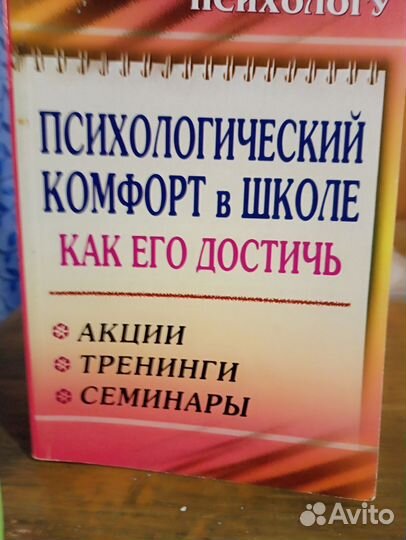 ПСИХОЛОГУ
ПСИХОЛОГИЧЕСКИЙ
КОМФОРТ в ШКОЛЕ
КАК ЕГО ДОСТИЧЬ
АКЦИИ
ТРЕНИНГИ
СЕМИНАРЫ
Avito